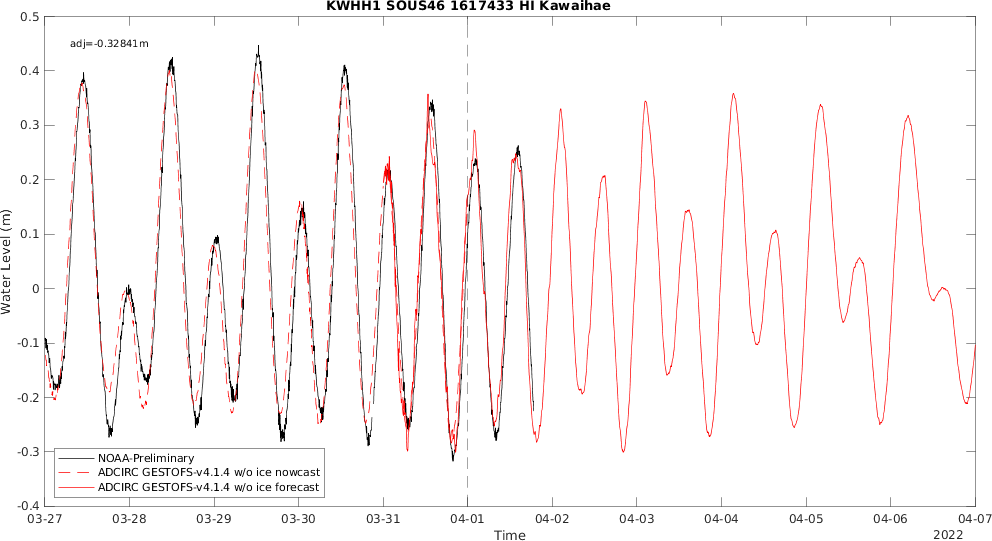 KWHH1 SOUS46 1617433 HI Kawaihae
adj=-0.32841m
Water Level (m)
0.5
0.4
0.3
0.2
0.1
0
-0.1
-0.2
-0.3
-0.4
NOAA-Preliminary
ADCIRC GESTOFS-v4.1.4 w/o ice nowcast
ADCIRC GESTOFS-v4.1.4 w/o ice forecast
03-27 03-28 03-29 03-30 03-31 04-01 04-02 04-03 04-04 04-05 04-06 04-07
Time
2022